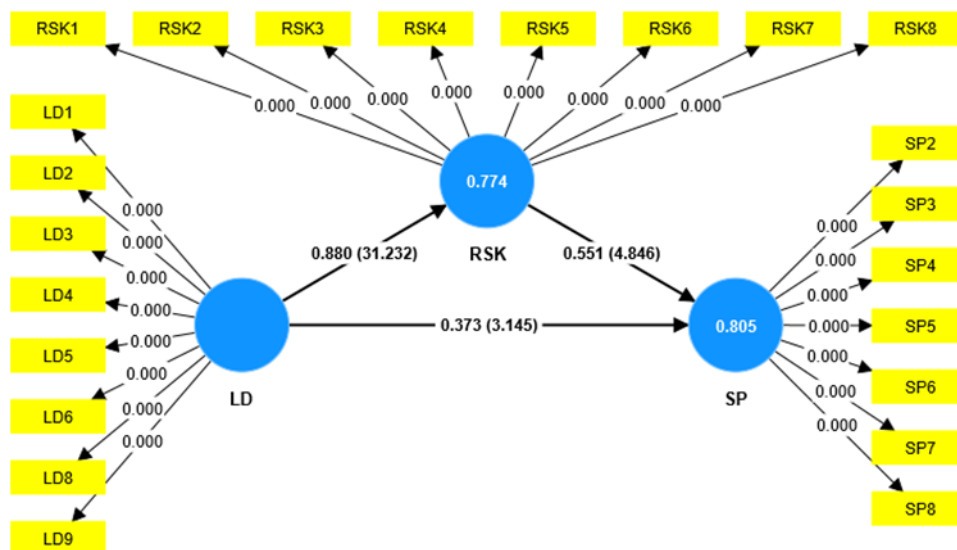 RSK1 RSK2 RSK3 RSK4 RSK5 RSK6 RSK7 RSK8
0.000 0.000 0.000 0.000 0.000 0.000 0.000 0.000
LD1
LD2
LD3
LD4
LD5
LD6
LD8
LD9
0.000
0.000
0.000
0.000
0.000
0.000
0.000
0.000
LD
0.880 (31.232)
0.774
RSK
0.551 (4.846)
0.373 (3.145)
0.805
SP
0.000
0.000
0.000
0.000
0.000
0.000
0.000
SP2
SP3
SP4
SP5
SP6
SP7
SP8